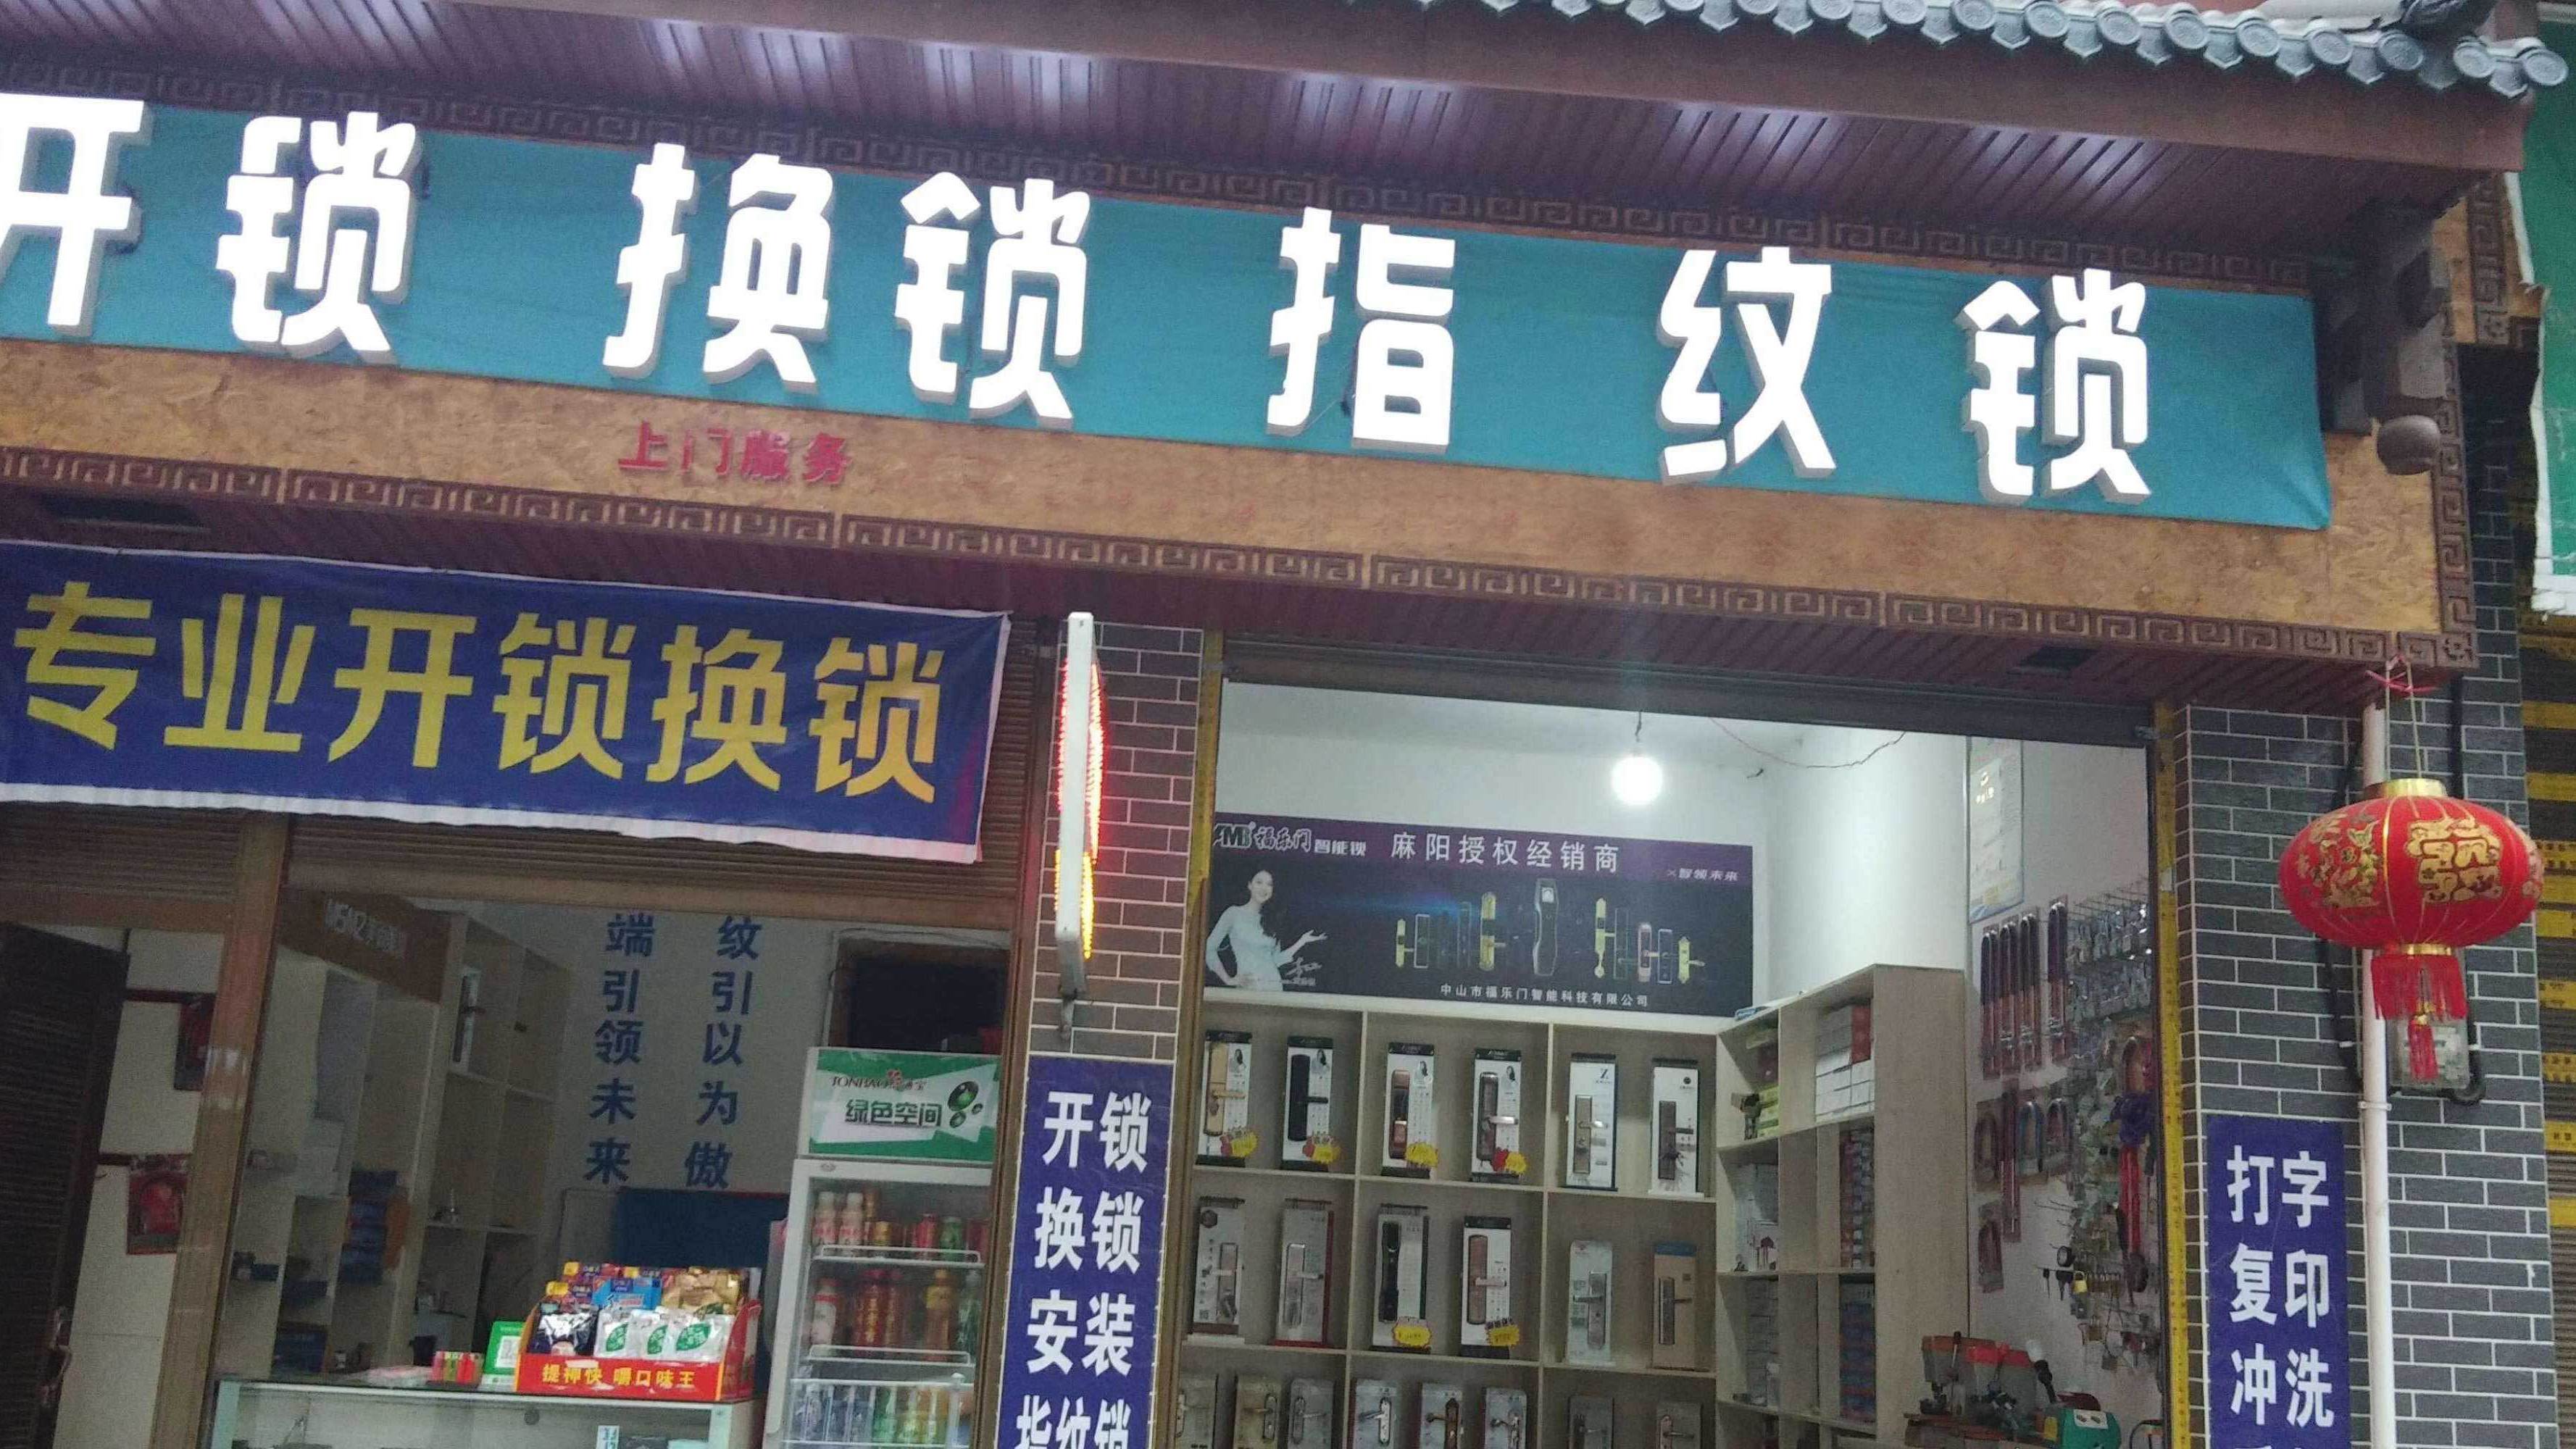 开锁 换锁 指纹锁
上门服务
专业开锁换锁
福乐门智能锁 麻阳授权经销商
智领未来
中山市福乐门智能科技有限公司
端引领未来
纹引以为傲
TONBAO
绿色空间
提神快 嚼口味王
开锁
换锁
安装
指纹锁
打字
复印
冲洗